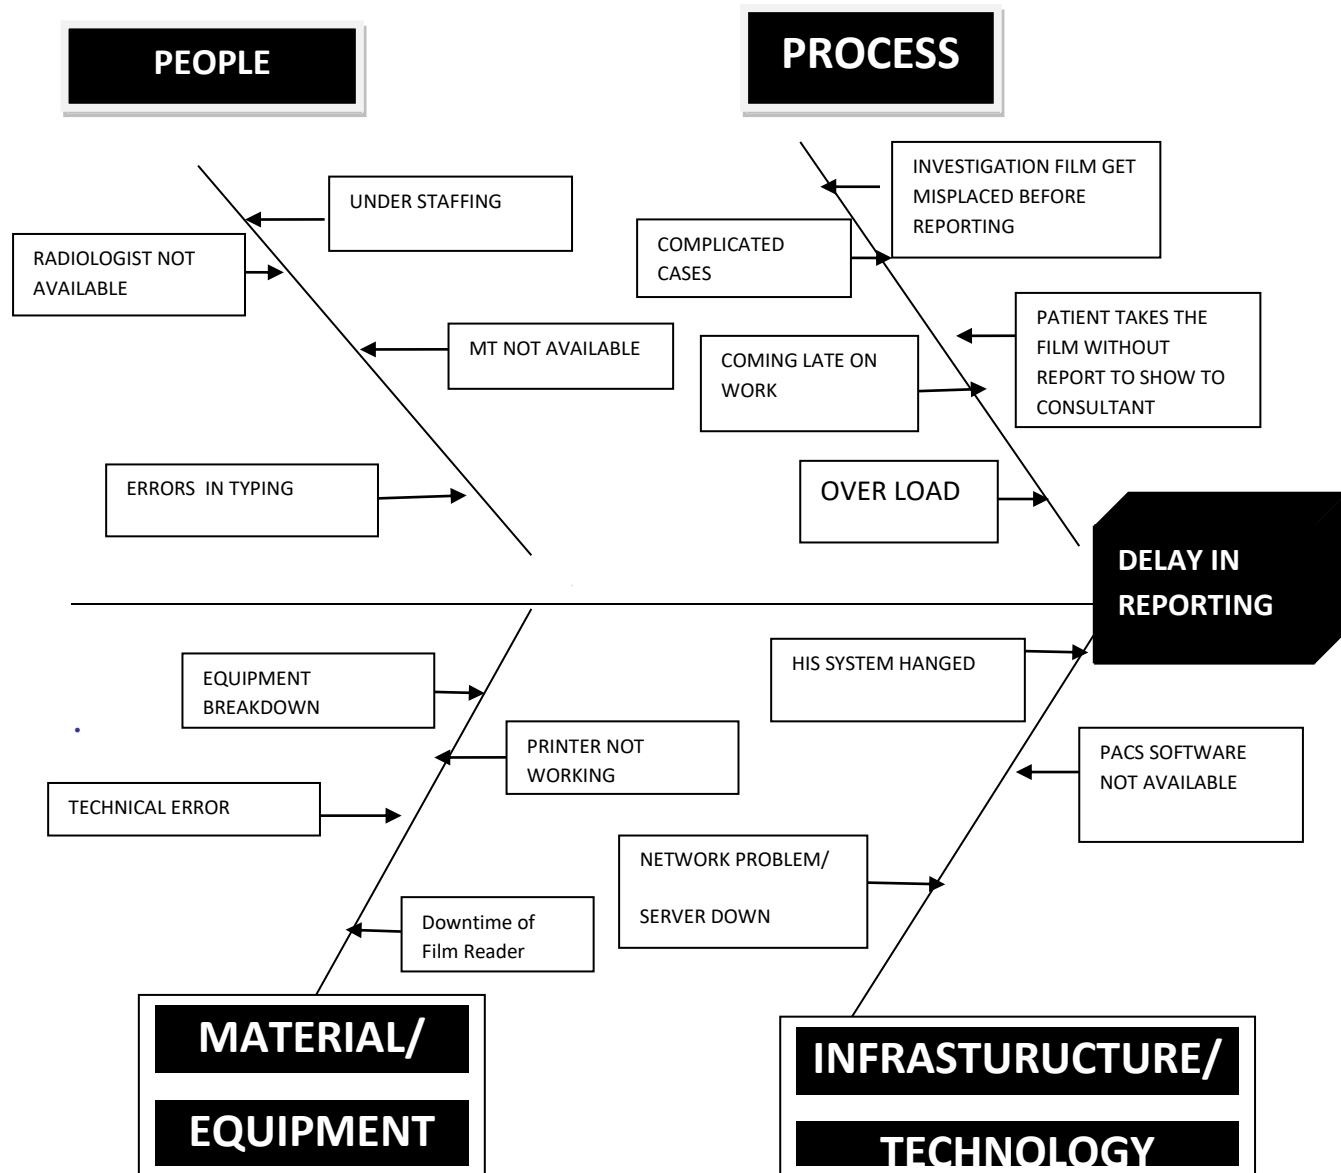 PEOPLE
PROCESS
UNDER STAFFING
RADIOLOGIST NOT
AVAILABLE
MT NOT AVAILABLE
ERRORS IN TYPING
INVESTIGATION FILM GET
MISPLACED BEFORE
REPORTING
COMPLICATED
CASES
PATIENT TAKES THE
FILM WITHOUT
REPORT TO SHOW TO
CONSULTANT
COMING LATE ON
WORK
OVER LOAD
DELAY IN
REPORTING
EQUIPMENT
BREAKDOWN
PRINTER NOT
WORKING
TECHNICAL ERROR
Downtime of
Film Reader
HIS SYSTEM HANGED
PACS SOFTWARE
NOT AVAILABLE
NETWORK PROBLEM/
SERVER DOWN
MATERIAL/
EQUIPMENT
INFRASTURUCTURE/
TECHNOLOGY